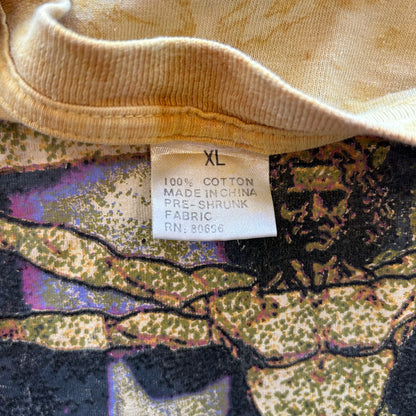 XL
100% COTTON
MADE IN CHINA
PRE-SHRUNK
FABRIC
RN: 80656